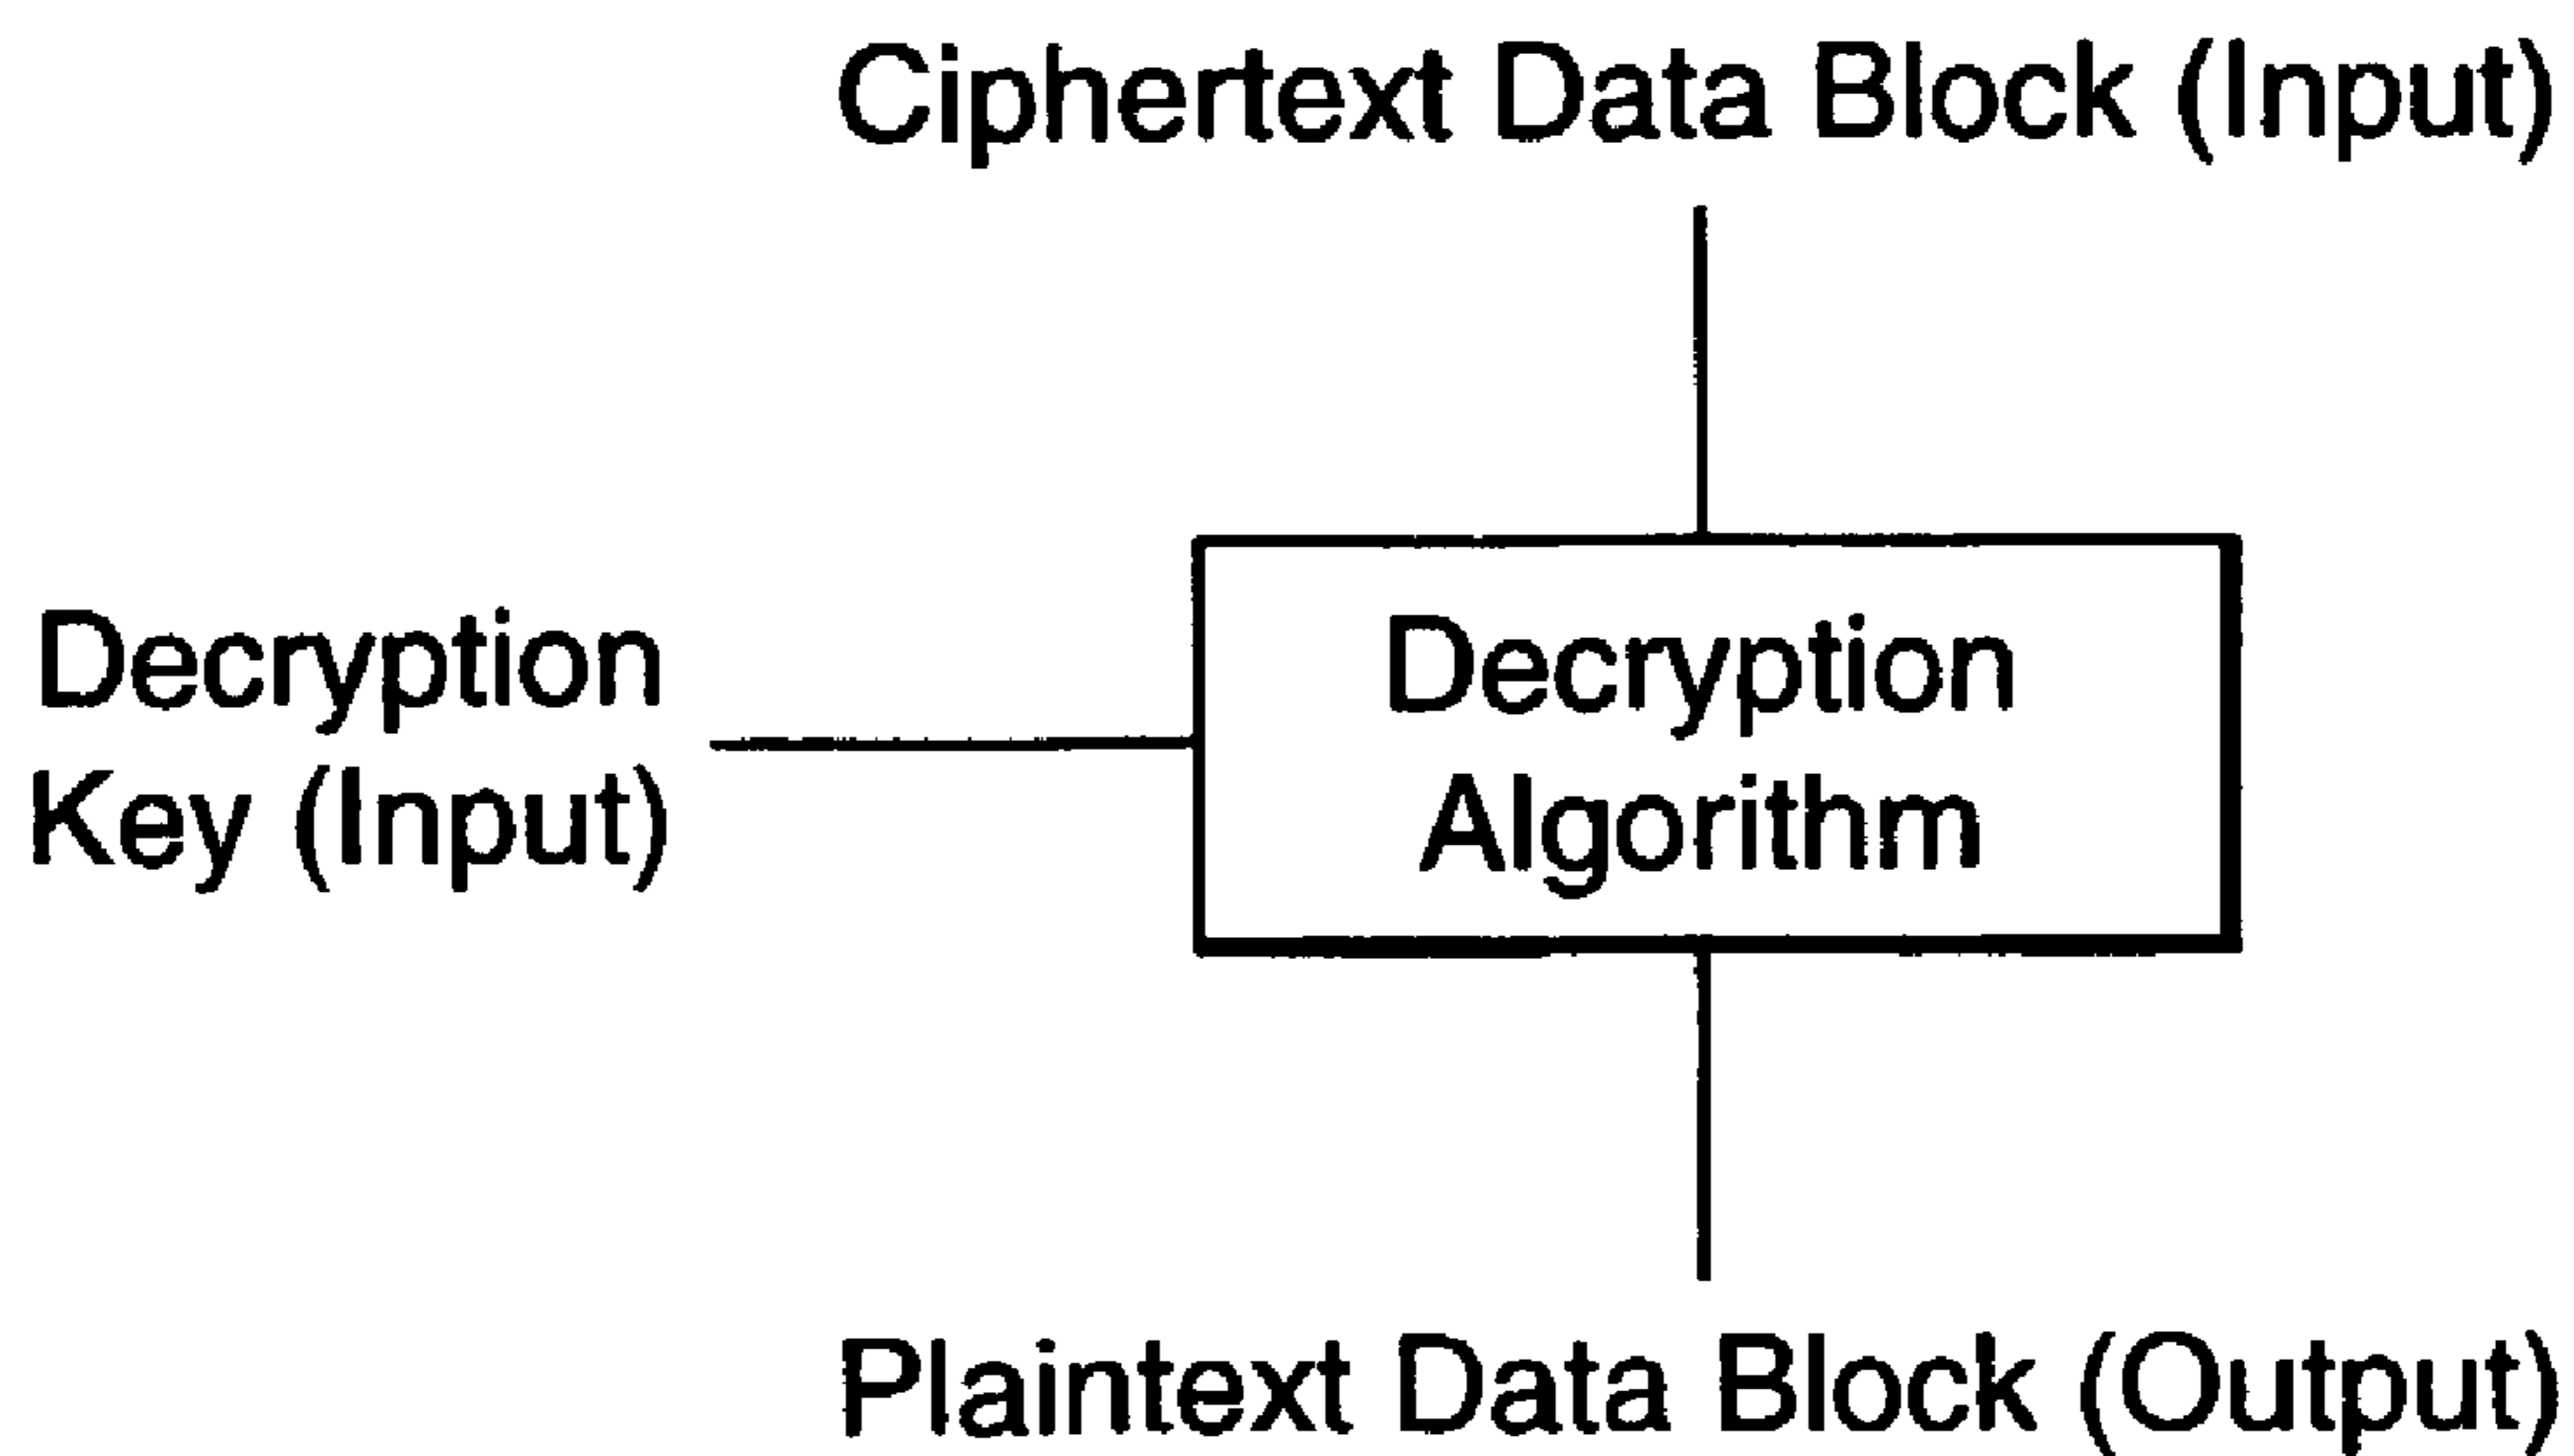 Ciphertext Data Block (Input)
Decryption
Key (Input)
Decryption
Algorithm
Plaintext Data Block (Output)